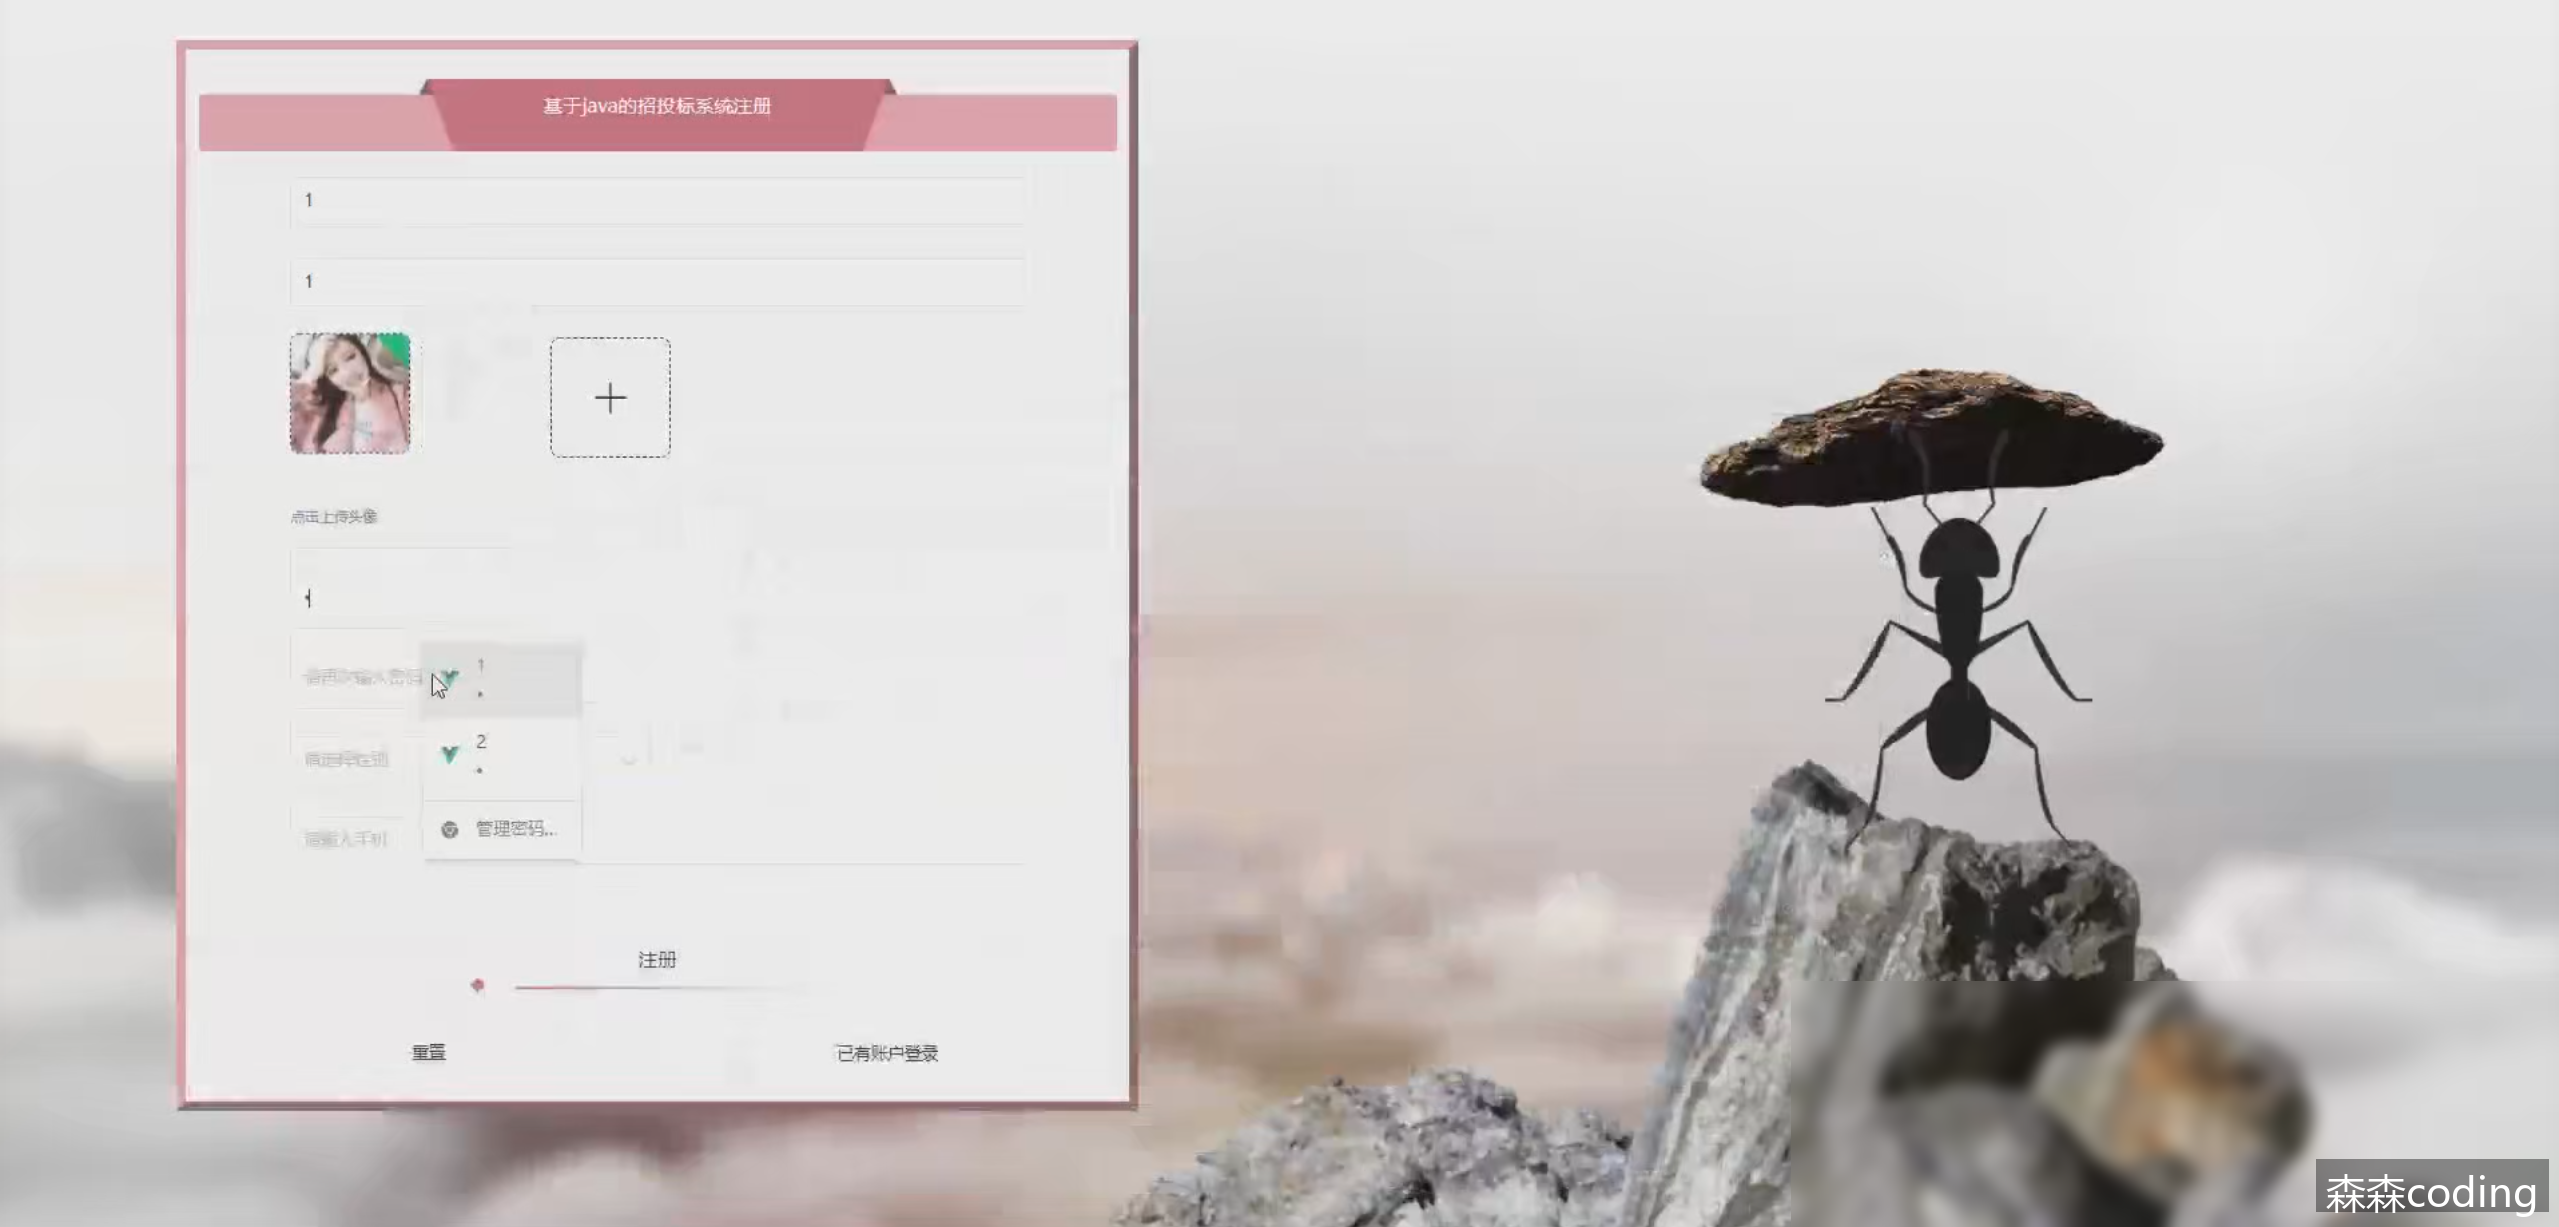 基于java的招投标系统注册
1
1
点击上传头像
请再次输入密码
1
请选择性别
2
请输入手机
管理密码...
注册
重置
已有账户登录
森森coding